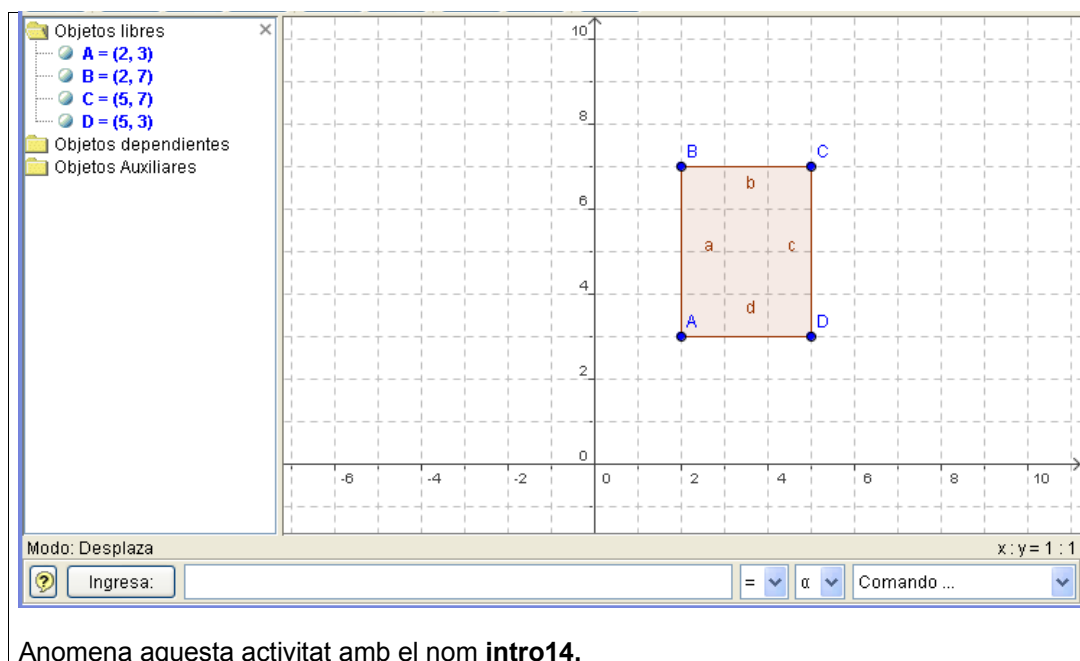 Objetos libres
A = (2, 3)
B = (2, 7)
C = (5, 7)
D = (5, 3)
Objetos dependientes
Objetos Auxiliares
10
8
B
C
b
6
a
c
4
d
A
D
2
0
-6
-4
-2
0
2
4
6
8
10
Modo: Desplaza
x : y = 1 : 1
Ingresa:
=
α
Comando ...
Anomena aquesta activitat amb el nom intro14.